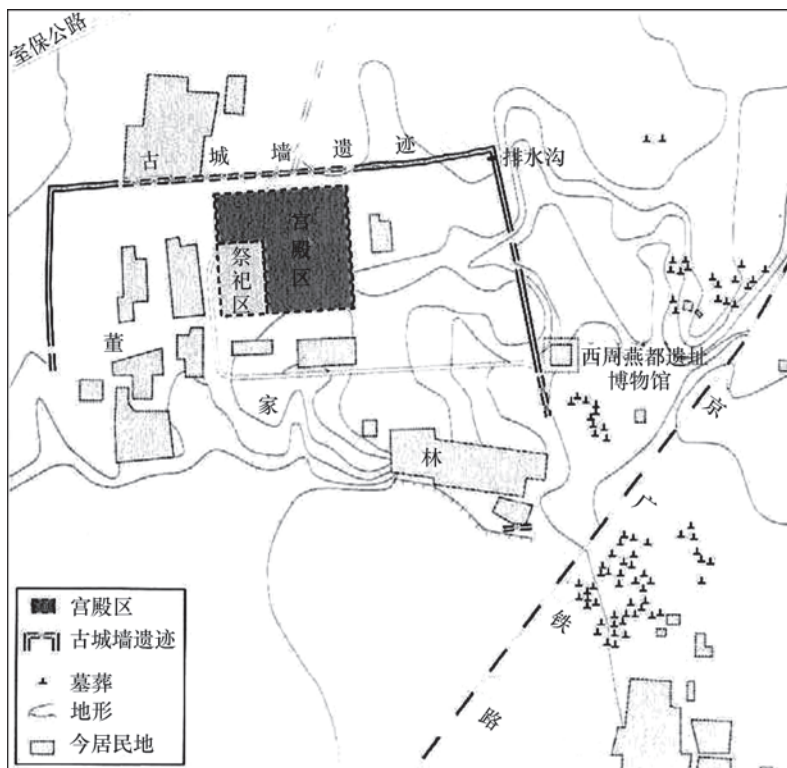 室保公路
古城墙遗迹
排水沟
宫殿区
祭祀区
董家林
西周燕都遗址
博物馆
京广铁路
宫殿区
古城墙遗迹
墓葬
地形
今居民地